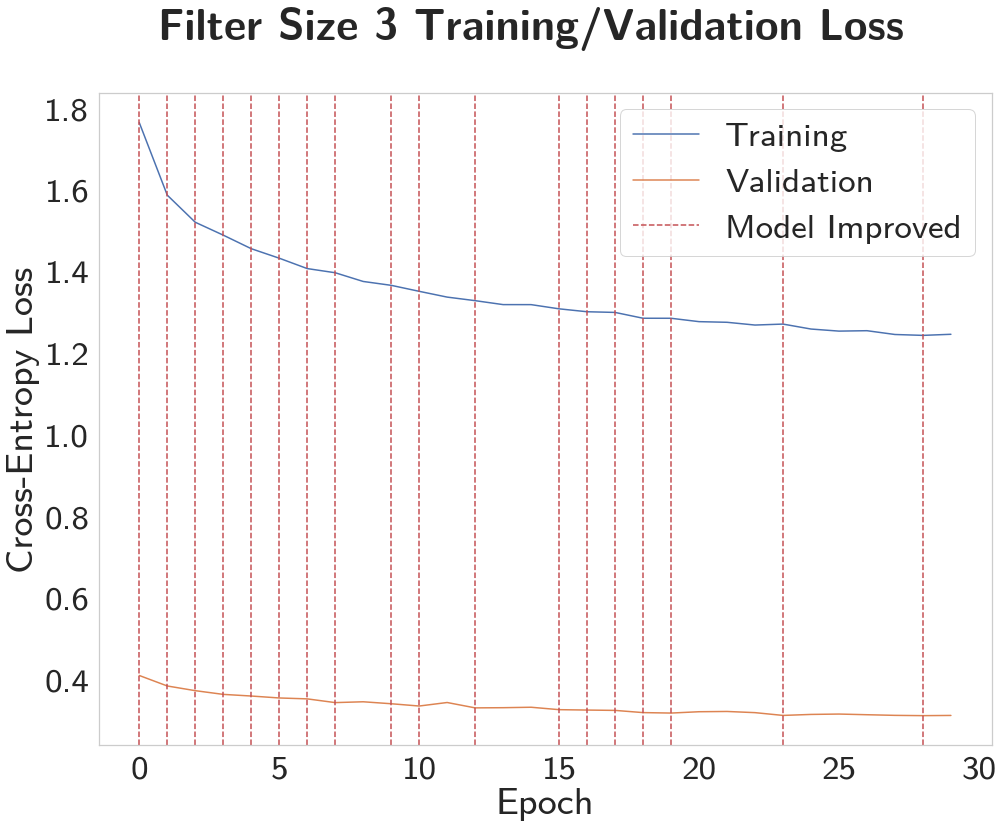 Filter Size 3 Training/Validation Loss
1.8
1.6
1.4
1.2
1.0
0.8
0.6
0.4
Cross-Entropy Loss
Training
Validation
Model Improved
0 5 10 15 20 25 30
Epoch